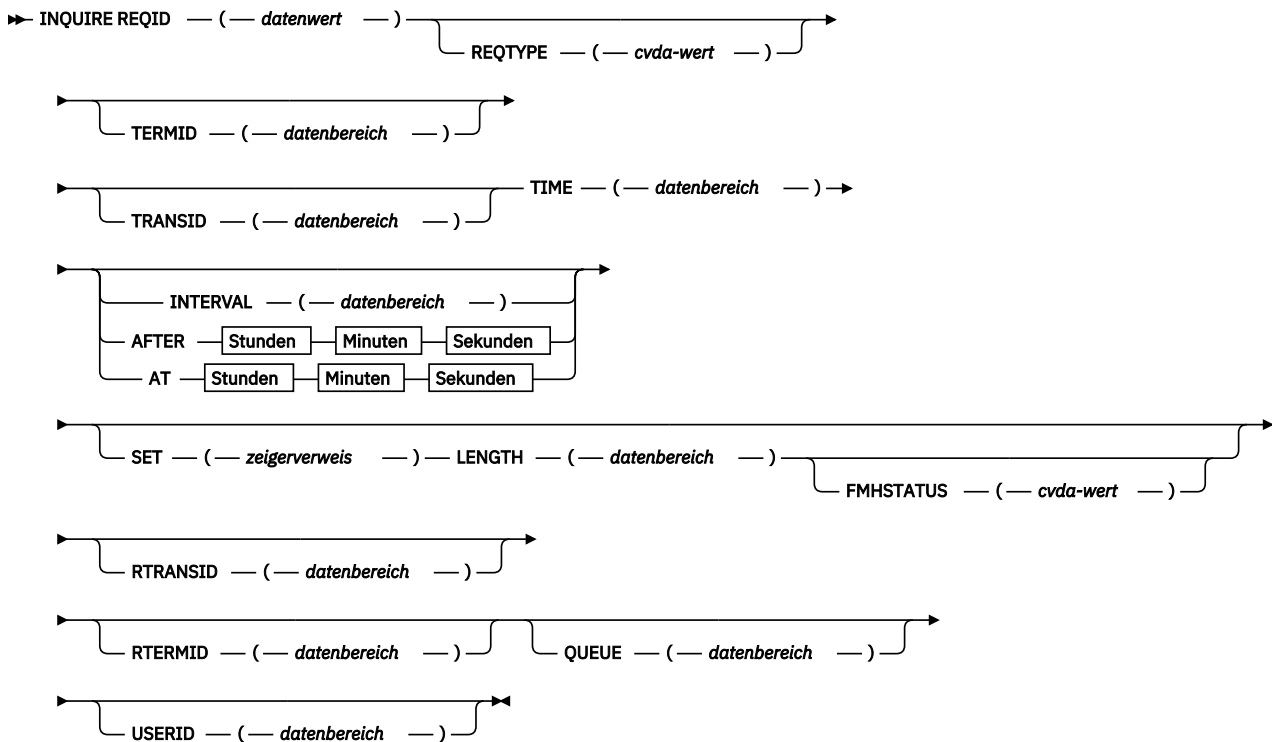 INQUIRE REQID ( datenwert )
REQTYPE ( cvda-wert )
TERMID ( datenbereich )
TRANSID ( datenbereich ) TIME ( datenbereich )
INTERVAL ( datenbereich )
AFTER Stunden Minuten Sekunden
AT Stunden Minuten Sekunden
SET ( zeigerverweis ) LENGTH ( datenbereich )
FMHSTATUS ( cvda-wert )
RTRANSID ( datenbereich )
RTERMID ( datenbereich ) QUEUE ( datenbereich )
USERID ( datenbereich )